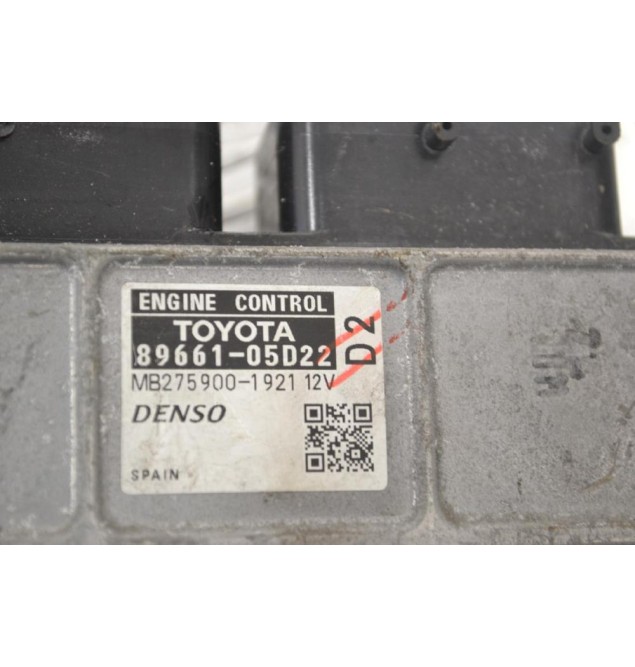 ENGINE CONTROL
TOYOTA
89661-05D22
D2
MB275900-1921 12V
DENSO
SPAIN